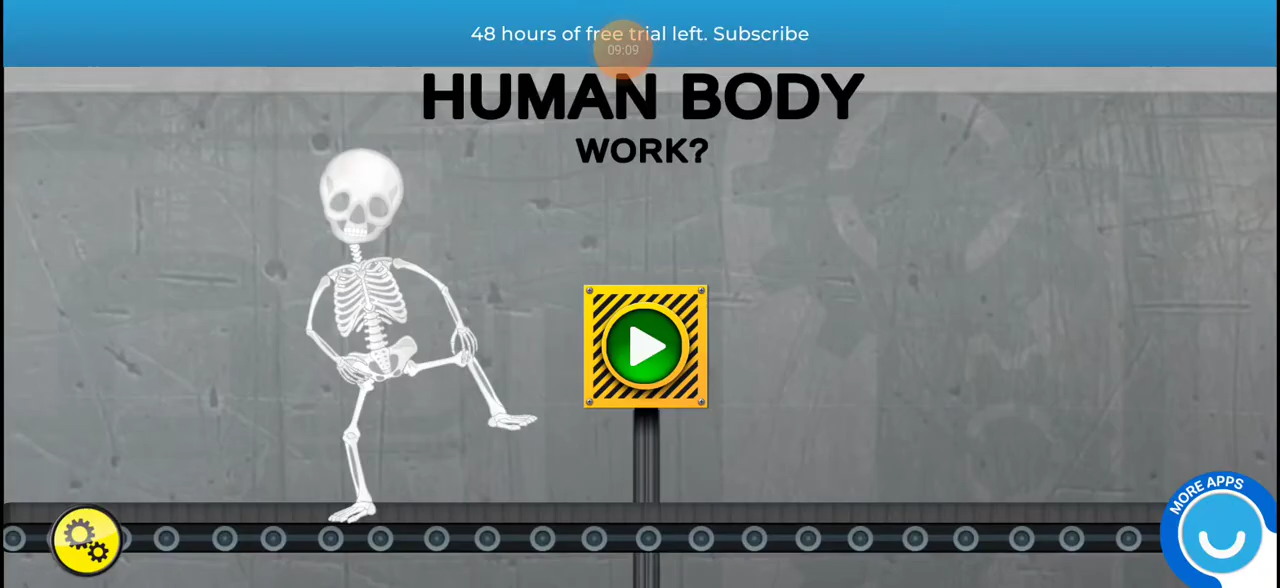 48 hours of free trial left. Subscribe
09:09
HUMAN BODY
WORK?
MORE APPS